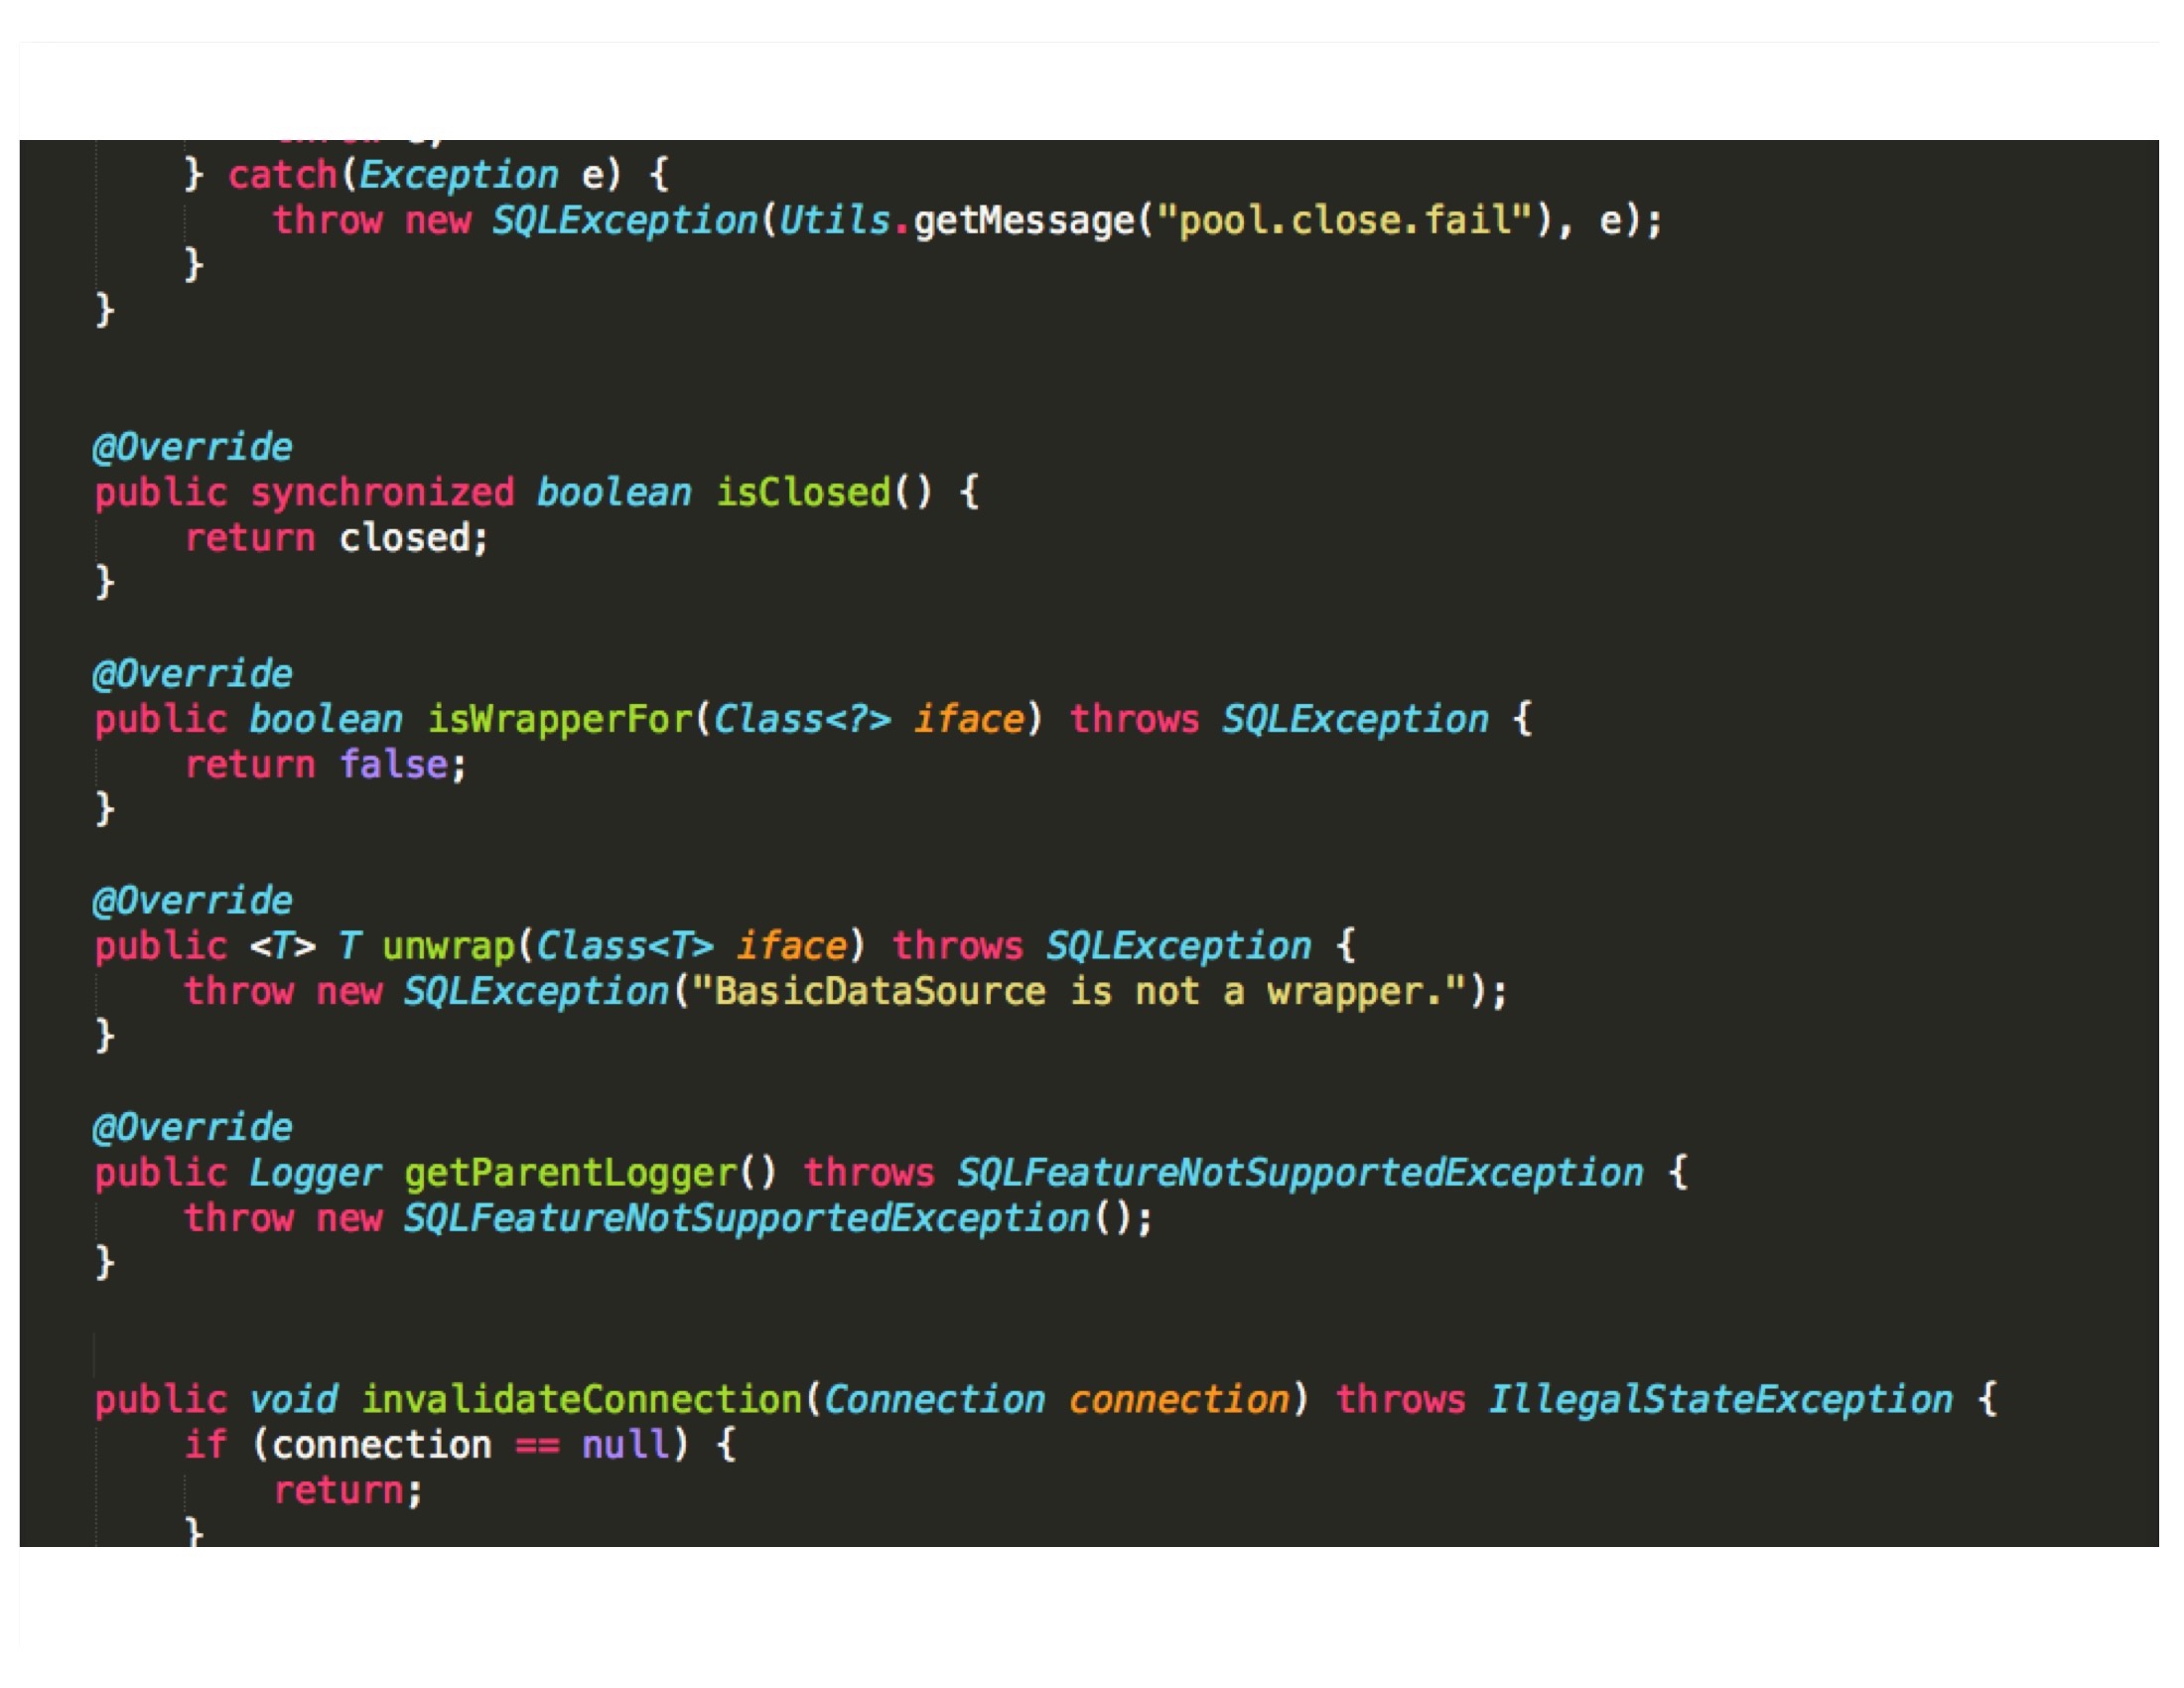 } catch(Exception e) {
throw new SQLException(Utils.getMessage("pool.close.fail"), e);
}
}
@Override
public synchronized boolean isClosed() {
return closed;
}
@Override
public boolean isWrapperFor(Class<?> iface) throws SQLException {
return false;
}
@Override
public <T> T unwrap(Class<T> iface) throws SQLException {
throw new SQLException("BasicDataSource is not a wrapper.");
}
@Override
public Logger getParentLogger() throws SQLFeatureNotSupportedException {
throw new SQLFeatureNotSupportedException();
}
public void invalidateConnection(Connection connection) throws IllegalStateException {
if (connection == null) {
return;
}